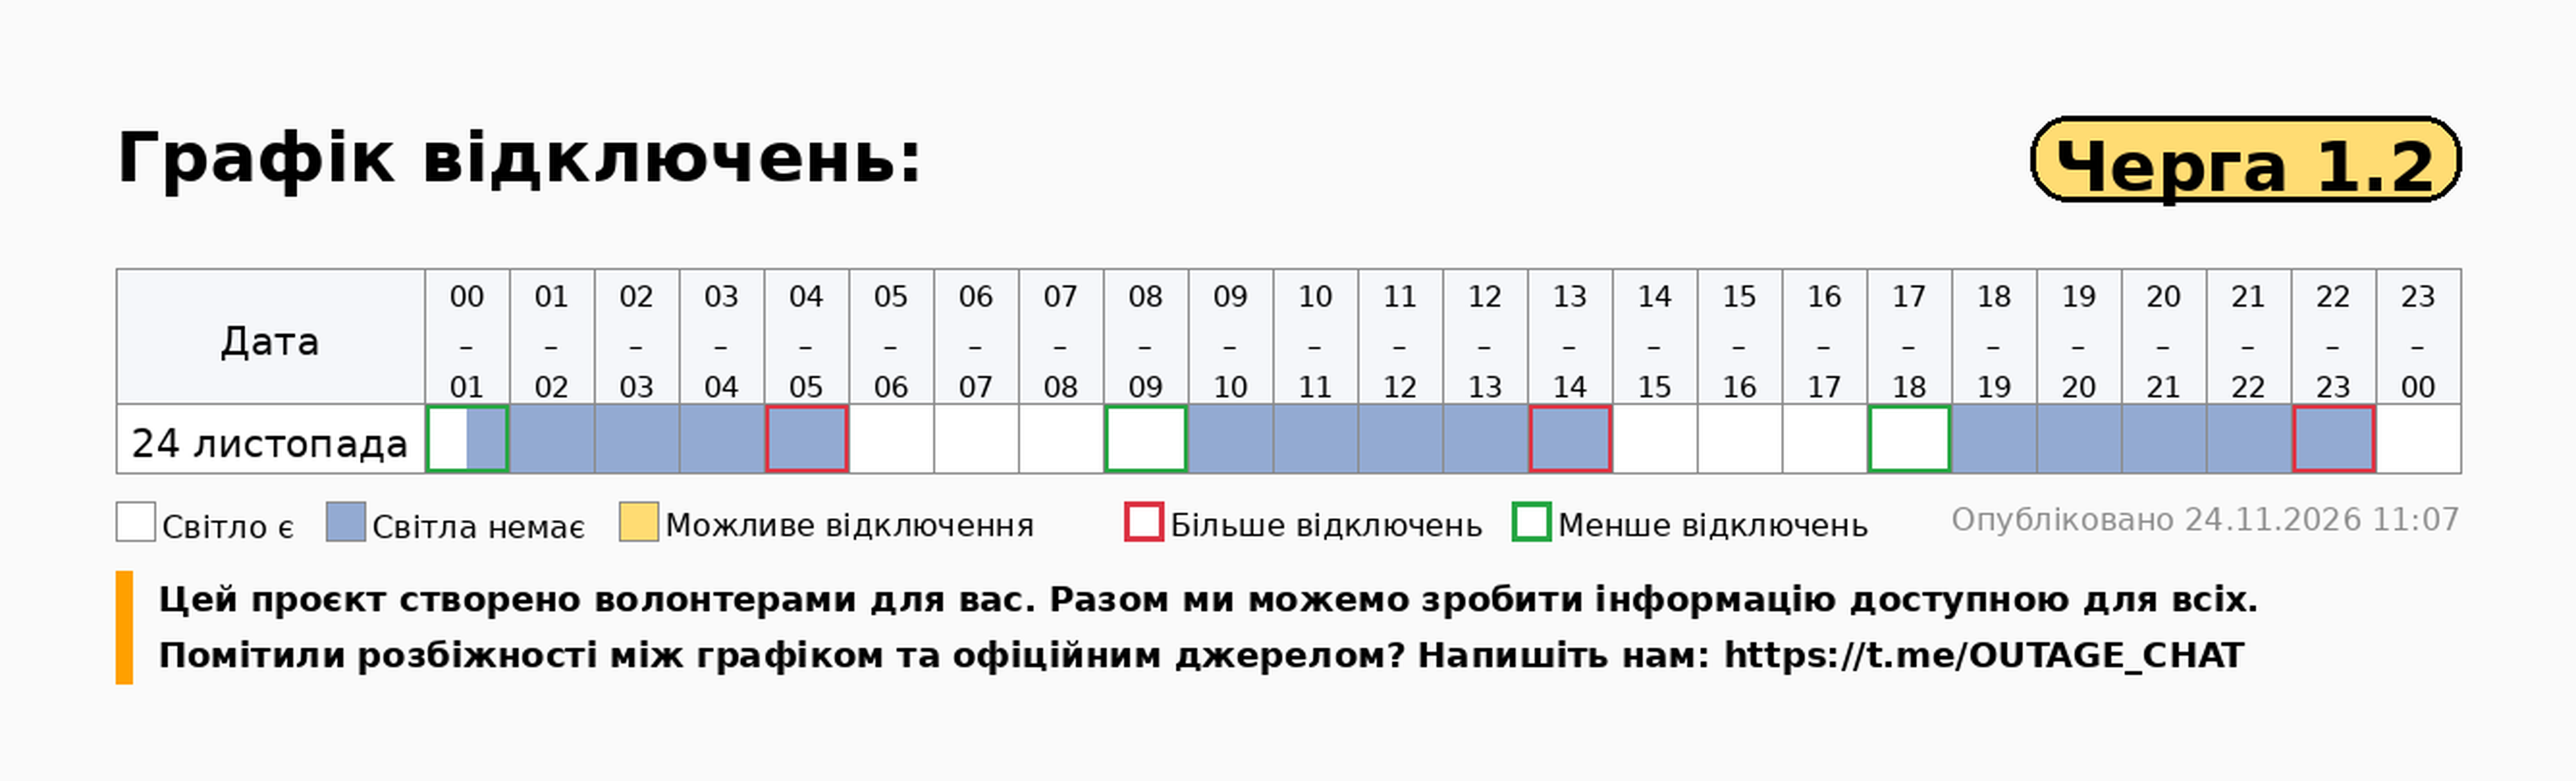 Графік відключень:
Черга 1.2
Дата
00 – 01
01 – 02
02 – 03
03 – 04
04 – 05
05 – 06
06 – 07
07 – 08
08 – 09
09 – 10
10 – 11
11 – 12
12 – 13
13 – 14
14 – 15
15 – 16
16 – 17
17 – 18
18 – 19
19 – 20
20 – 21
21 – 22
22 – 23
23 – 00
24 листопада
Світло є
Світла немає
Можливе відключення
Більше відключень
Менше відключень
Опубліковано 24.11.2026 11:07
Цей проєкт створено волонтерами для вас. Разом ми можемо зробити інформацію доступною для всіх.
Помітили розбіжності між графіком та офіційним джерелом? Напишіть нам: https://t.me/OUTAGE_CHAT